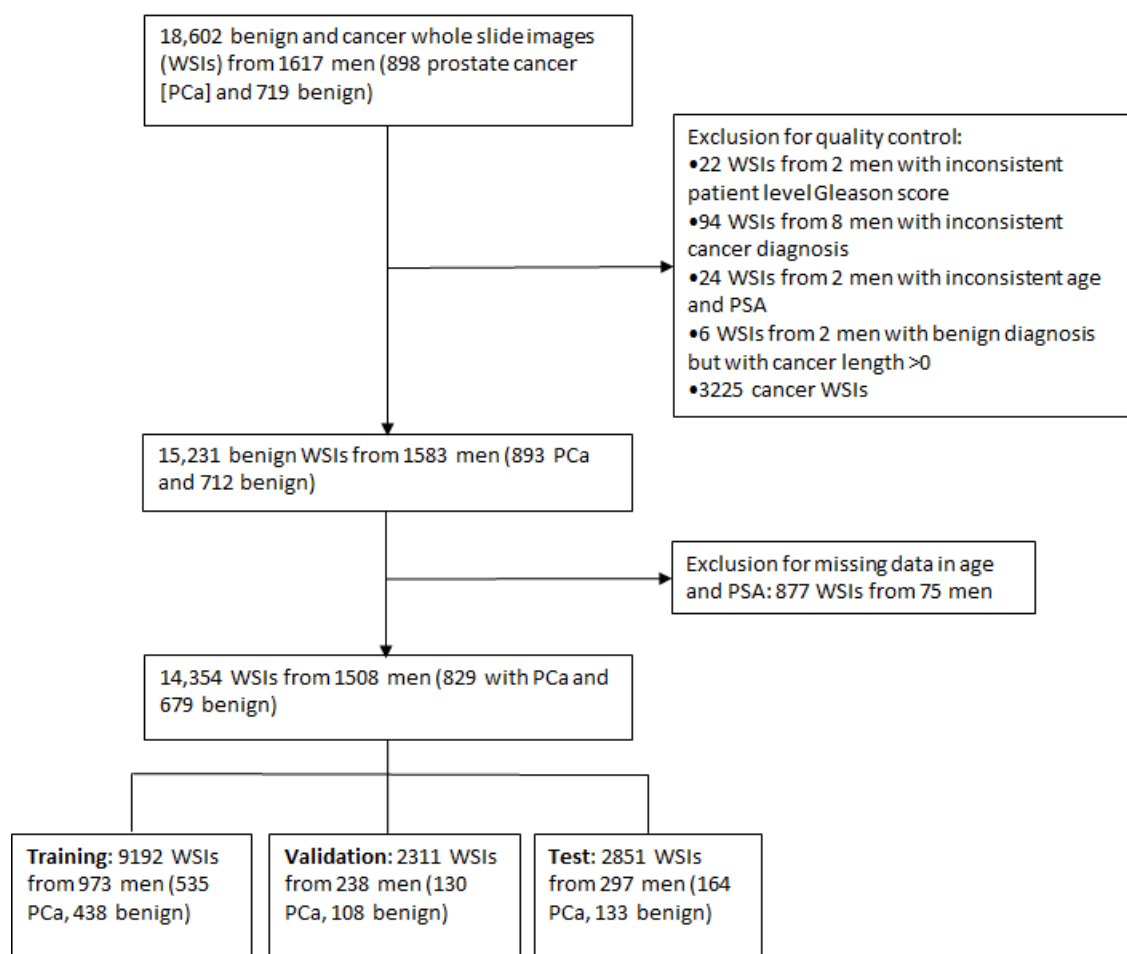 18,602 benign and cancer whole slide images
(WSIs) from 1617 men (898 prostate cancer
[PCa] and 719 benign)
Exclusion for quality control:
•22 WSIs from 2 men with inconsistent
patient level Gleason score
•94 WSIs from 8 men with inconsistent
cancer diagnosis
•24 WSIs from 2 men with inconsistent age
and PSA
•6 WSIs from 2 men with benign diagnosis
but with cancer length >0
•3225 cancer WSIs
15,231 benign WSIs from 1583 men (893 PCa
and 712 benign)
Exclusion for missing data in age
and PSA: 877 WSIs from 75 men
14,354 WSIs from 1508 men (829 with PCa and
679 benign)
Training: 9192 WSIs
from 973 men (535
PCa, 438 benign)
Validation: 2311 WSIs
from 238 men (130
PCa, 108 benign)
Test: 2851 WSIs
from 297 men (164
PCa, 133 benign)